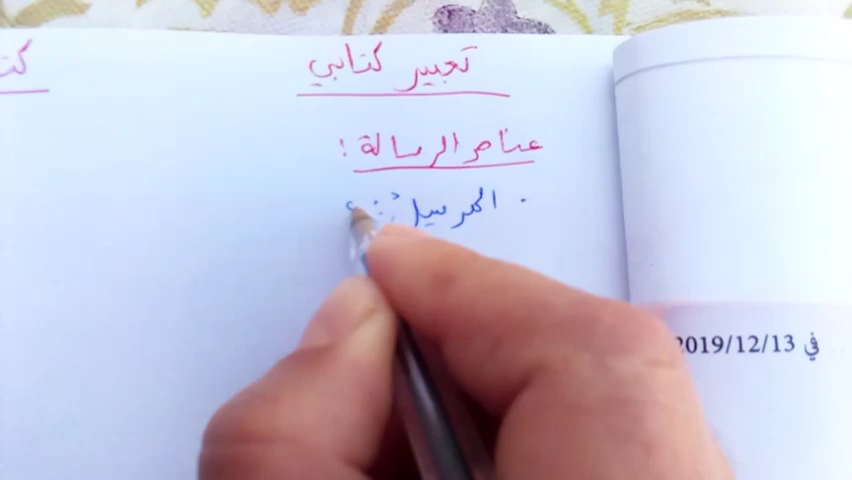 تعبير كتابي
عناصر الرسالة :
. المرسل :
في 2019/12/13